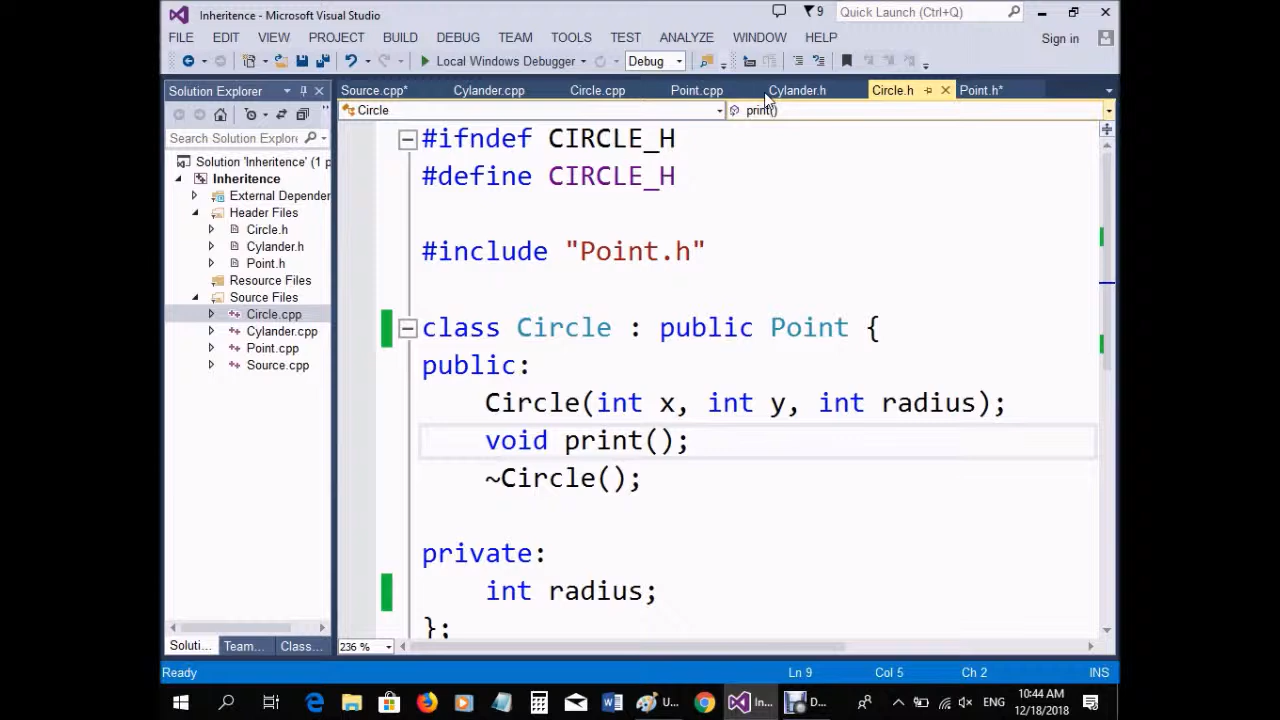 Inheritence - Microsoft Visual Studio
9
Quick Launch (Ctrl+Q)
FILE EDIT VIEW PROJECT BUILD DEBUG TEAM TOOLS TEST ANALYZE WINDOW HELP
Sign in
Local Windows Debugger
Debug
Solution Explorer
Source.cpp* Cylander.cpp Circle.cpp Point.cpp Cylander.h Circle.h Point.h*
Circle
print()
Search Solution Explor
Solution 'Inheritence' (1 p
Inheritence
External Depender
Header Files
Circle.h
Cylander.h
Point.h
Resource Files
Source Files
Circle.cpp
Cylander.cpp
Point.cpp
Source.cpp
#ifndef CIRCLE_H
#define CIRCLE_H
#include "Point.h"
class Circle : public Point {
public:
Circle(int x, int y, int radius);
void print();
~Circle();
private:
int radius;
};
Soluti... Team... Class...
236 %
Ready
Ln 9 Col 5 Ch 2 INS
U...
In...
D...
ENG
10:44 AM
12/18/2018